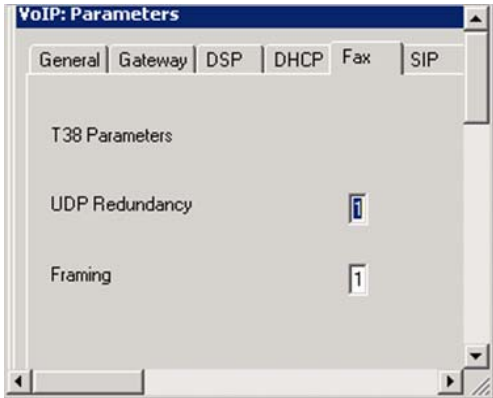 VoIP: Parameters
General Gateway DSP DHCP Fax SIP
T38 Parameters
UDP Redundancy 1
Framing 1